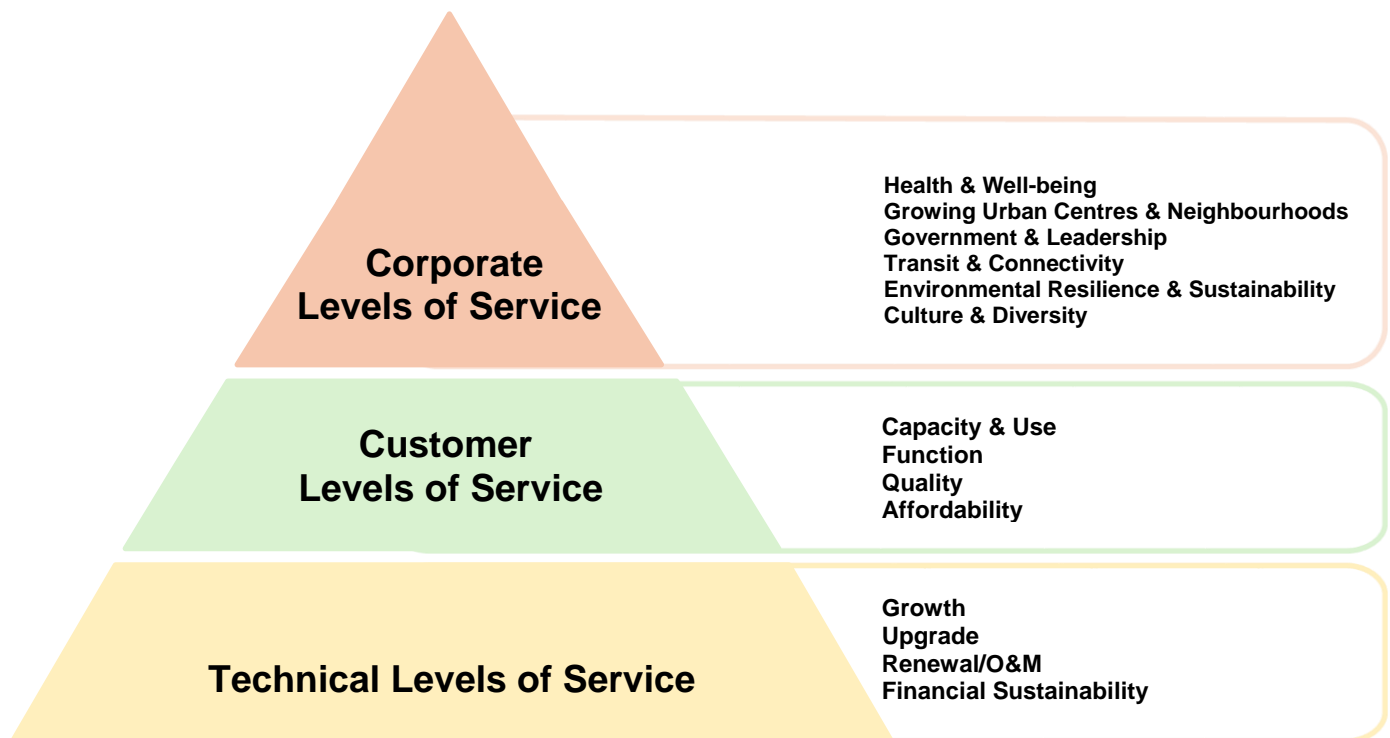 Corporate
Levels of Service
Health & Well-being
Growing Urban Centres & Neighbourhoods
Government & Leadership
Transit & Connectivity
Environmental Resilience & Sustainability
Culture & Diversity
Customer
Levels of Service
Capacity & Use
Function
Quality
Affordability
Technical Levels of Service
Growth
Upgrade
Renewal/O&M
Financial Sustainability